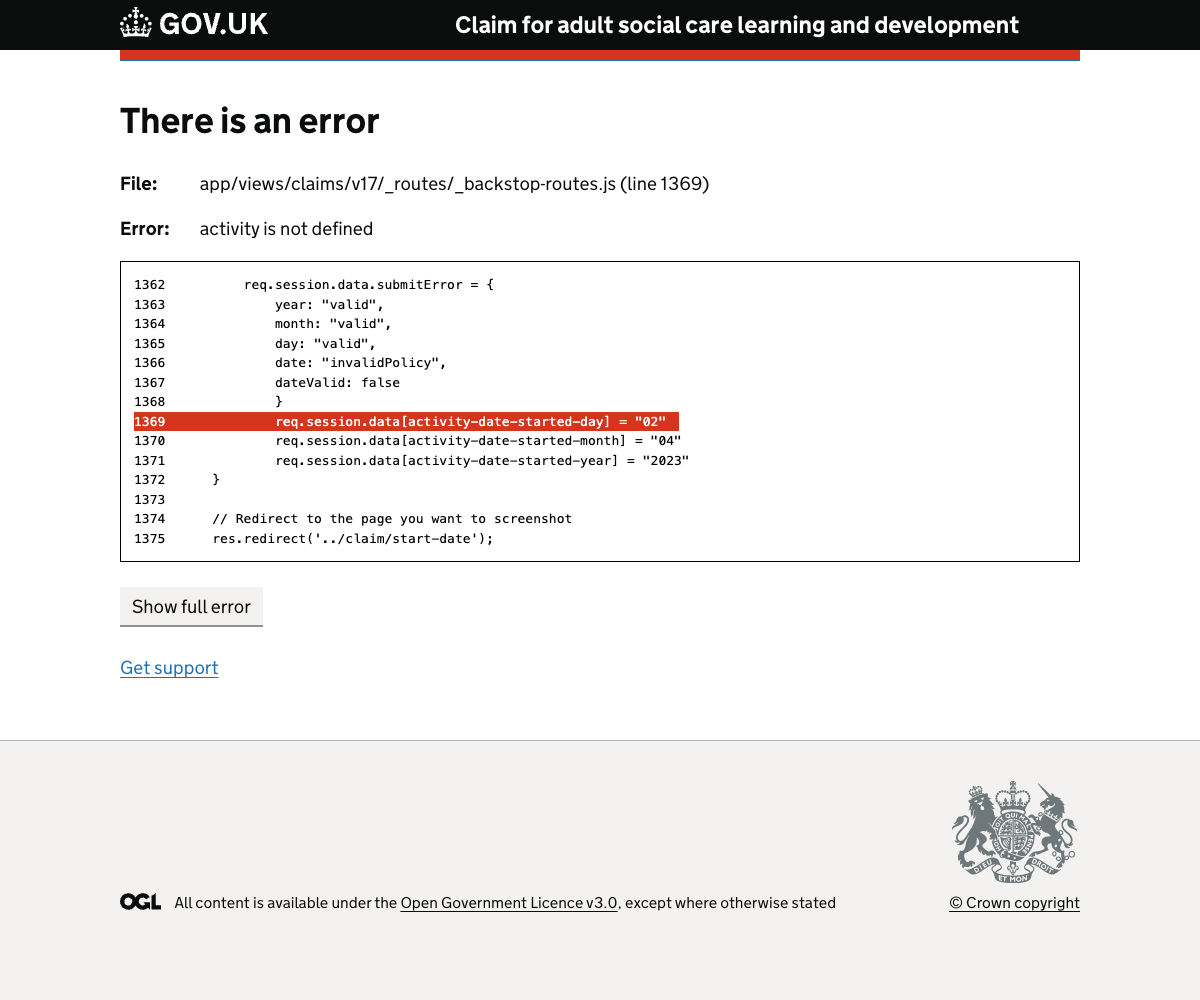 GOV.UK
Claim for adult social care learning and development
There is an error
File: app/views/claims/v17/_routes/_backstop-routes.js (line 1369)
Error: activity is not defined
1362          req.session.data.submitError = {
1363              year: "valid",
1364              month: "valid",
1365              day: "valid",
1366              date: "invalidPolicy",
1367              dateValid: false
1368              }
1369              req.session.data[activity-date-started-day] = "02"
1370              req.session.data[activity-date-started-month] = "04"
1371              req.session.data[activity-date-started-year] = "2023"
1372      }
1373
1374      // Redirect to the page you want to screenshot
1375      res.redirect('../claim/start-date');
Show full error
Get support
DIEU ET MON DROIT
OGL All content is available under the Open Government Licence v3.0, except where otherwise stated
© Crown copyright